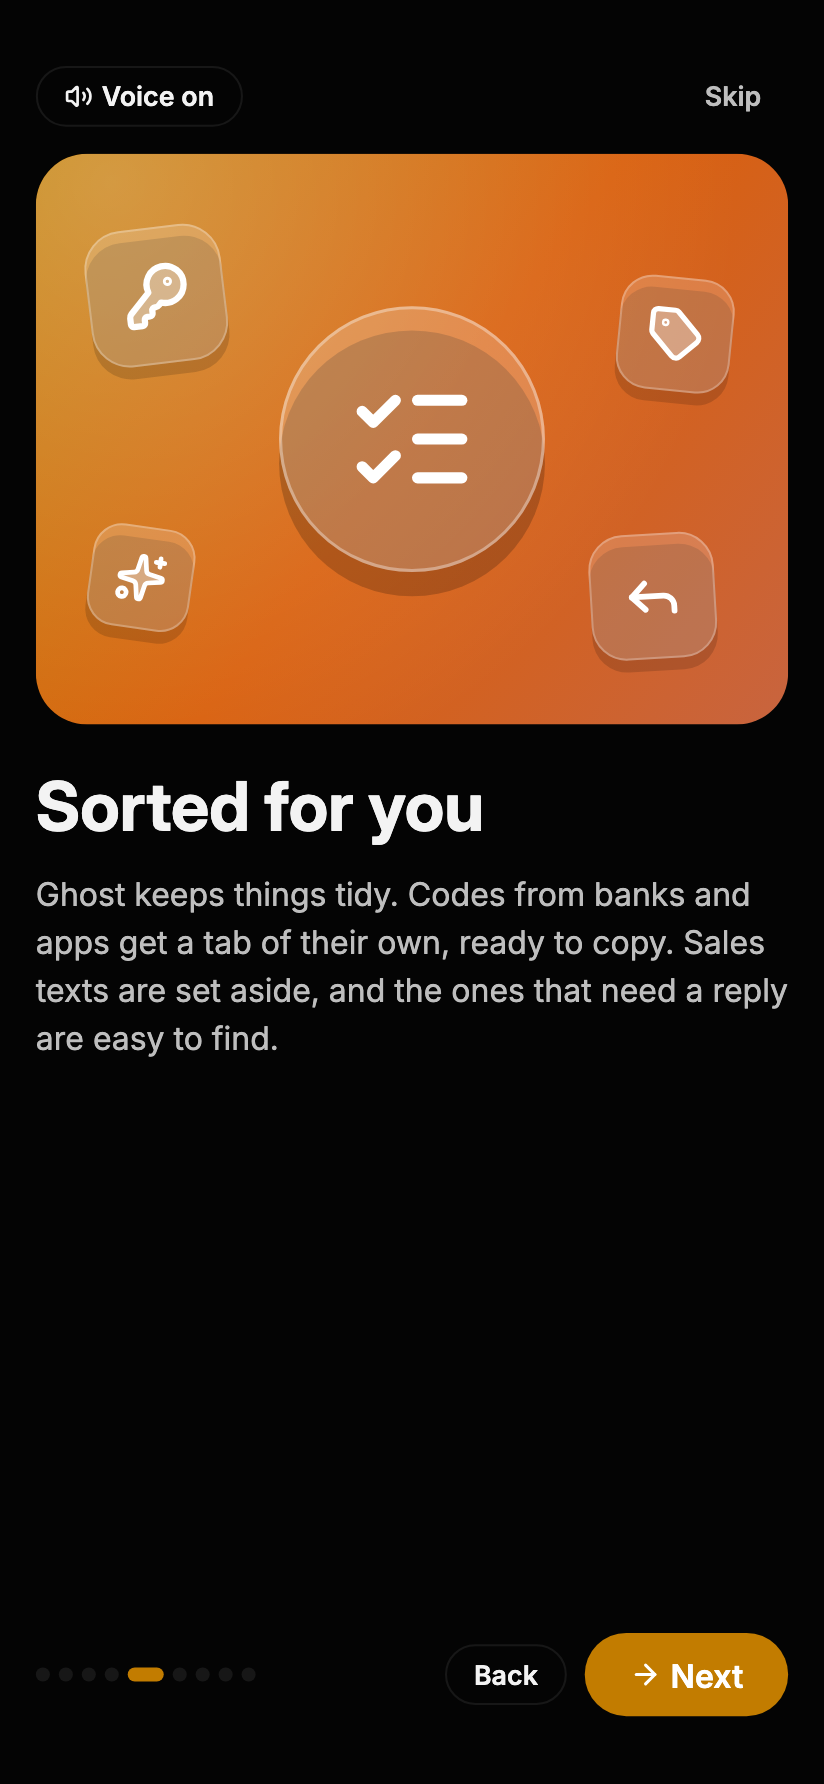 Voice on
Skip
Sorted for you
Ghost keeps things tidy. Codes from banks and
apps get a tab of their own, ready to copy. Sales
texts are set aside, and the ones that need a reply
are easy to find.
Back
Next